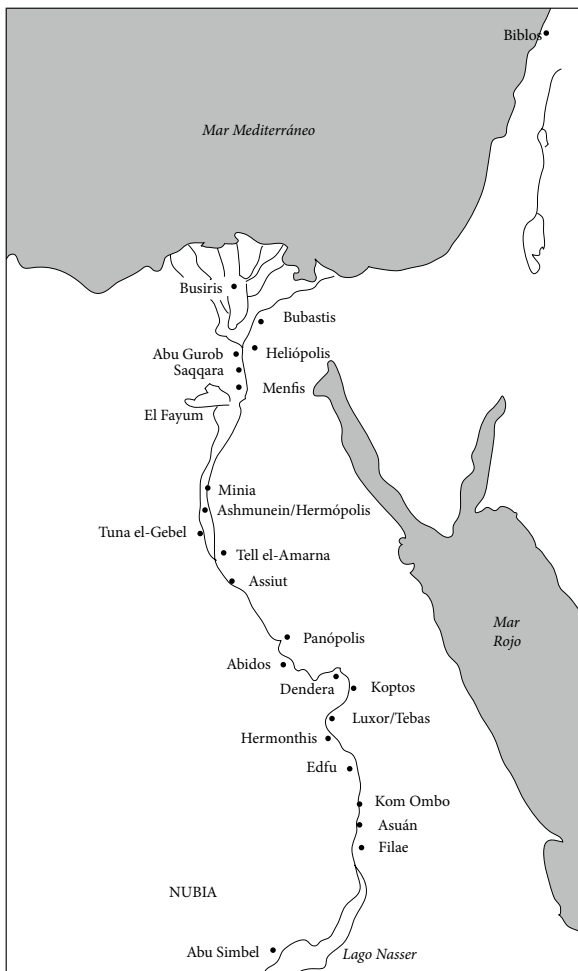 Biblos
Mar Mediterráneo
Busiris
Bubastis
Abu Gurob
Heliópolis
Saqqara
Menfis
El Fayum
Minia
Ashmunein/Hermópolis
Tuna el-Gebel
Tell el-Amarna
Assiut
Mar
Rojo
Panópolis
Abidos
Dendera
Koptos
Luxor/Tebas
Hermonthis
Edfu
Kom Ombo
Asuán
Filae
NUBIA
Abu Simbel
Lago Nasser